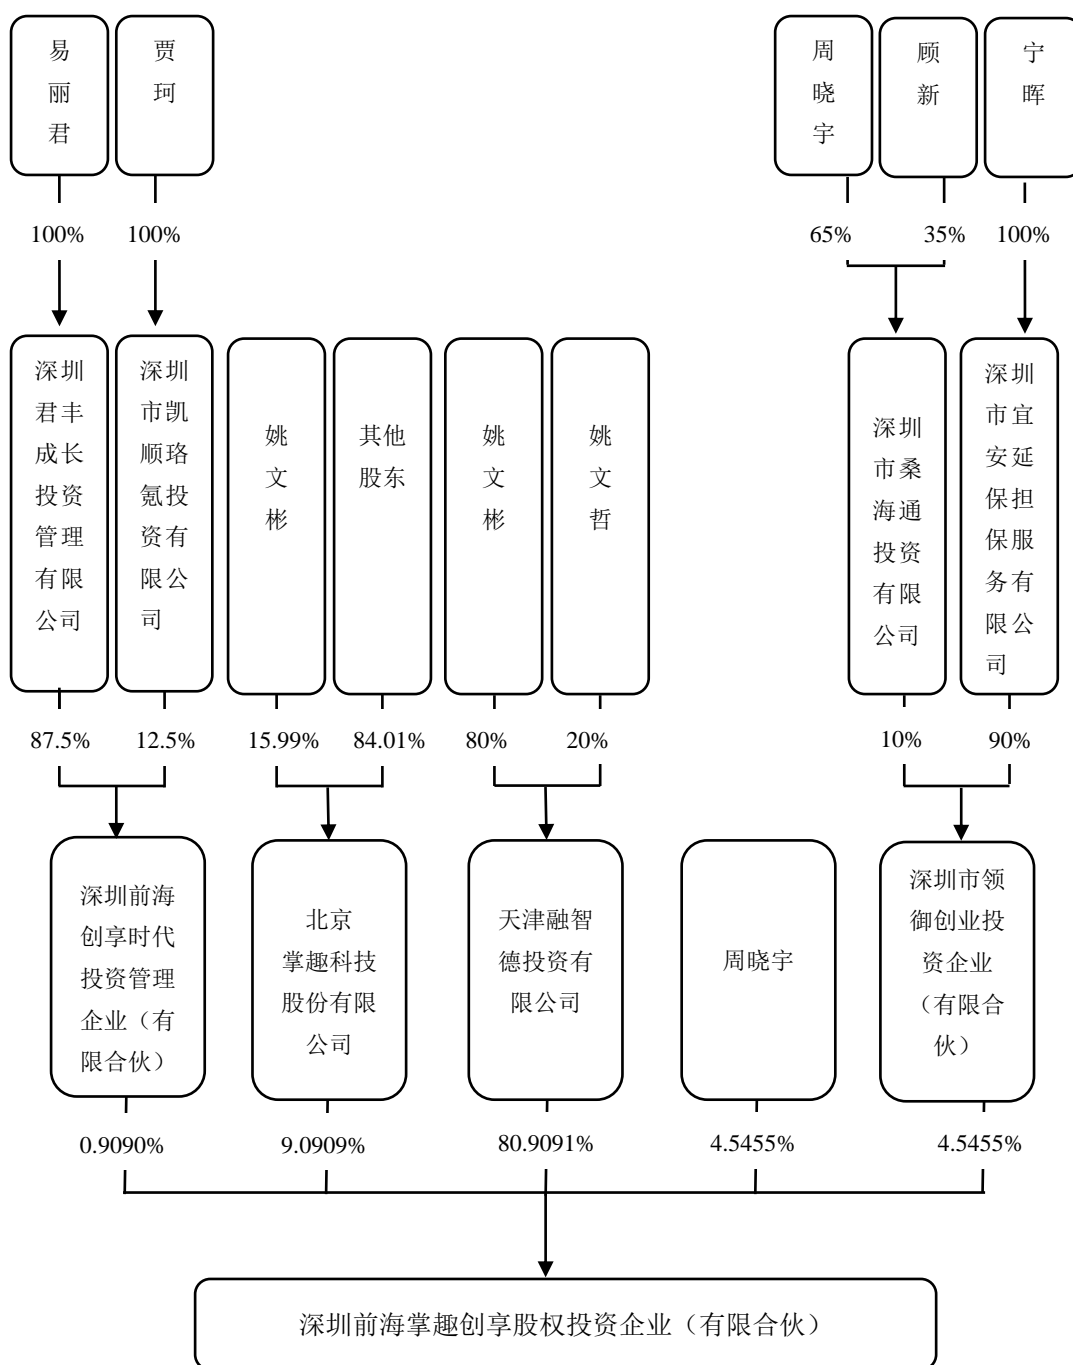 易
丽
君
贾
珂
周
晓
宇
顾
新
宁
晖
100%
100%
65%
35%
100%
深圳
君丰
成长
投资
管理
有限
公司
深圳
市凯
顺珞
氪投
资有
限公
司
姚
文
彬
其他
股东
姚
文
彬
姚
文
哲
深圳
市桑
海通
投资
有限
公司
深圳
市宜
安延
保担
保服
务有
限公
司
87.5%
12.5%
15.99%
84.01%
80%
20%
10%
90%
深圳前海
创享时代
投资管理
企业（有
限合伙）
北京
掌趣科技
股份有限
公司
天津融智
德投资有
限公司
周晓宇
深圳市领
御创业投
资企业
（有限合
伙）
0.9090%
9.0909%
80.9091%
4.5455%
4.5455%
深圳前海掌趣创享股权投资企业（有限合伙）